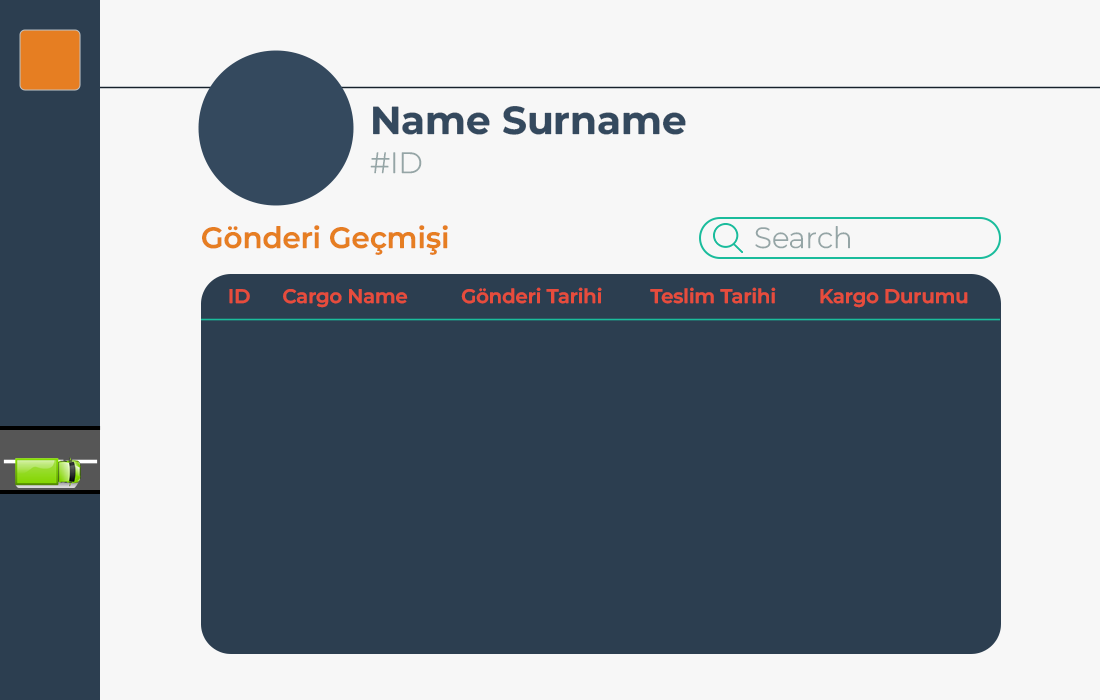 Name Surname
#ID
Gönderi Geçmişi
Search
ID Cargo Name Gönderi Tarihi Teslim Tarihi Kargo Durumu